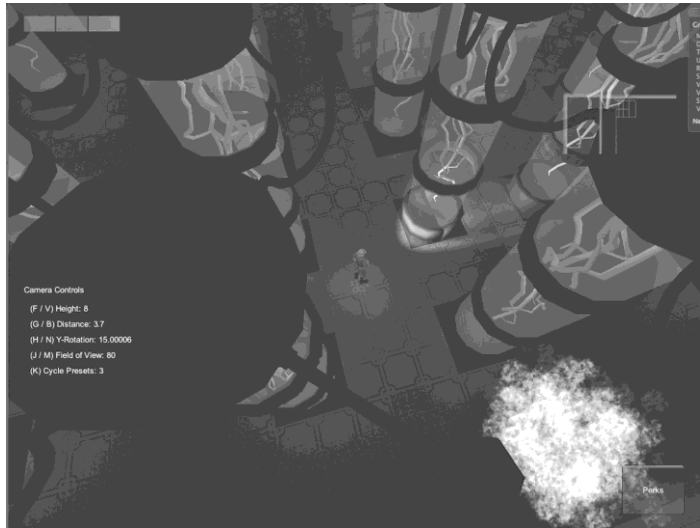 Camera Controls
(F / V) Height: 8
(G / B) Distance: 3.7
(H / N) Y-Rotation: 15.00006
(J / M) Field of View: 80
(K) Cycle Presets: 3
Perks